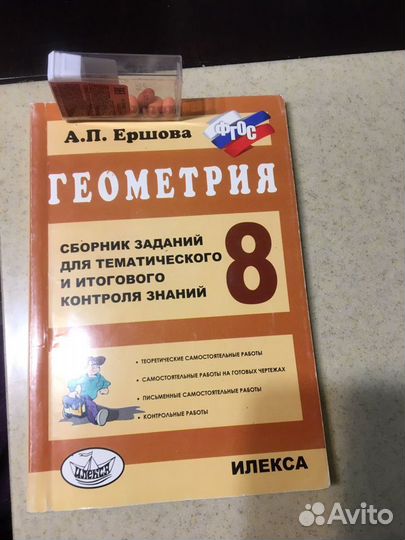 А.П. Ершова
ФГОС
ГЕОМЕТРИЯ
СБОРНИК ЗАДАНИЙ
ДЛЯ ТЕМАТИЧЕСКОГО
И ИТОГОВОГО
КОНТРОЛЯ ЗНАНИЙ
8
• ТЕОРЕТИЧЕСКИЕ САМОСТОЯТЕЛЬНЫЕ РАБОТЫ
• САМОСТОЯТЕЛЬНЫЕ РАБОТЫ НА ГОТОВЫХ ЧЕРТЕЖАХ
• ПИСЬМЕННЫЕ САМОСТОЯТЕЛЬНЫЕ РАБОТЫ
• КОНТРОЛЬНЫЕ РАБОТЫ
ИЛЕКСА
ИЛЕКСА
Avito